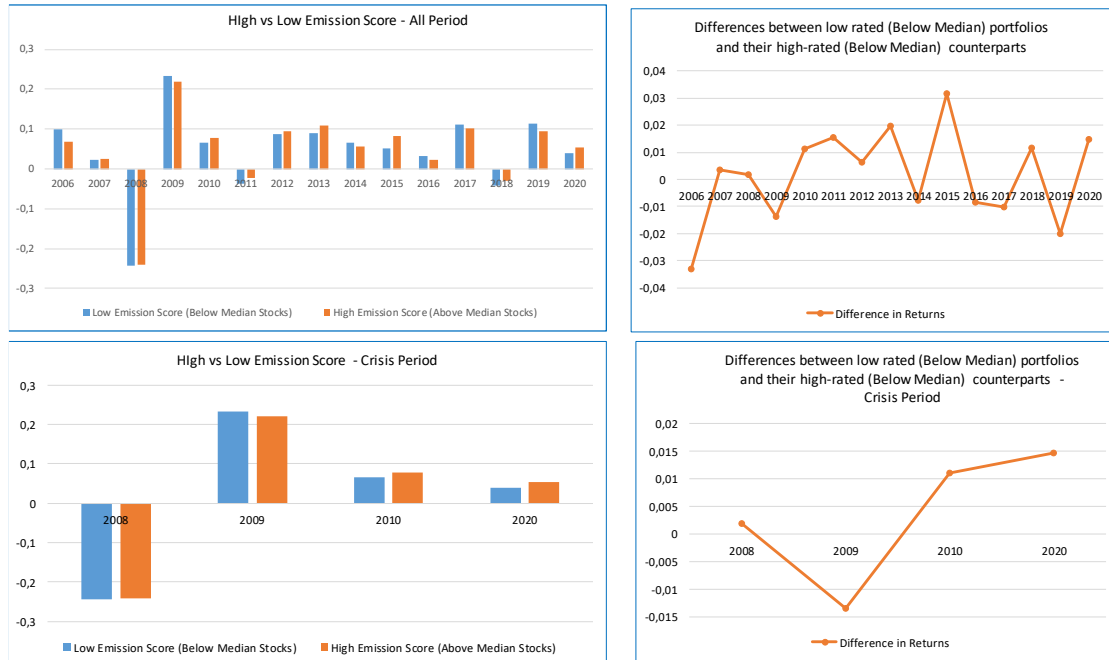 HIgh vs Low Emission Score - All Period
0,3
0,2
0,1
0
-0,1
-0,2
-0,3
2006 2007 2008 2009 2010 2011 2012 2013 2014 2015 2016 2017 2018 2019 2020
Low Emission Score (Below Median Stocks) High Emission Score (Above Median Stocks)
Differences between low rated (Below Median) portfolios
and their high-rated (Below Median) counterparts
0,04
0,03
0,02
0,01
0
-0,01
-0,02
-0,03
-0,04
2006 2007 2008 2009 2010 2011 2012 2013 2014 2015 2016 2017 2018 2019 2020
Difference in Returns
HIgh vs Low Emission Score - Crisis Period
0,3
0,2
0,1
0
-0,1
-0,2
-0,3
2008 2009 2010 2020
Low Emission Score (Below Median Stocks) High Emission Score (Above Median Stocks)
Differences between low rated (Below Median) portfolios
and their high-rated (Below Median) counterparts -
Crisis Period
0,02
0,015
0,01
0,005
0
-0,005
-0,01
-0,015
2008 2009 2010 2020
Difference in Returns